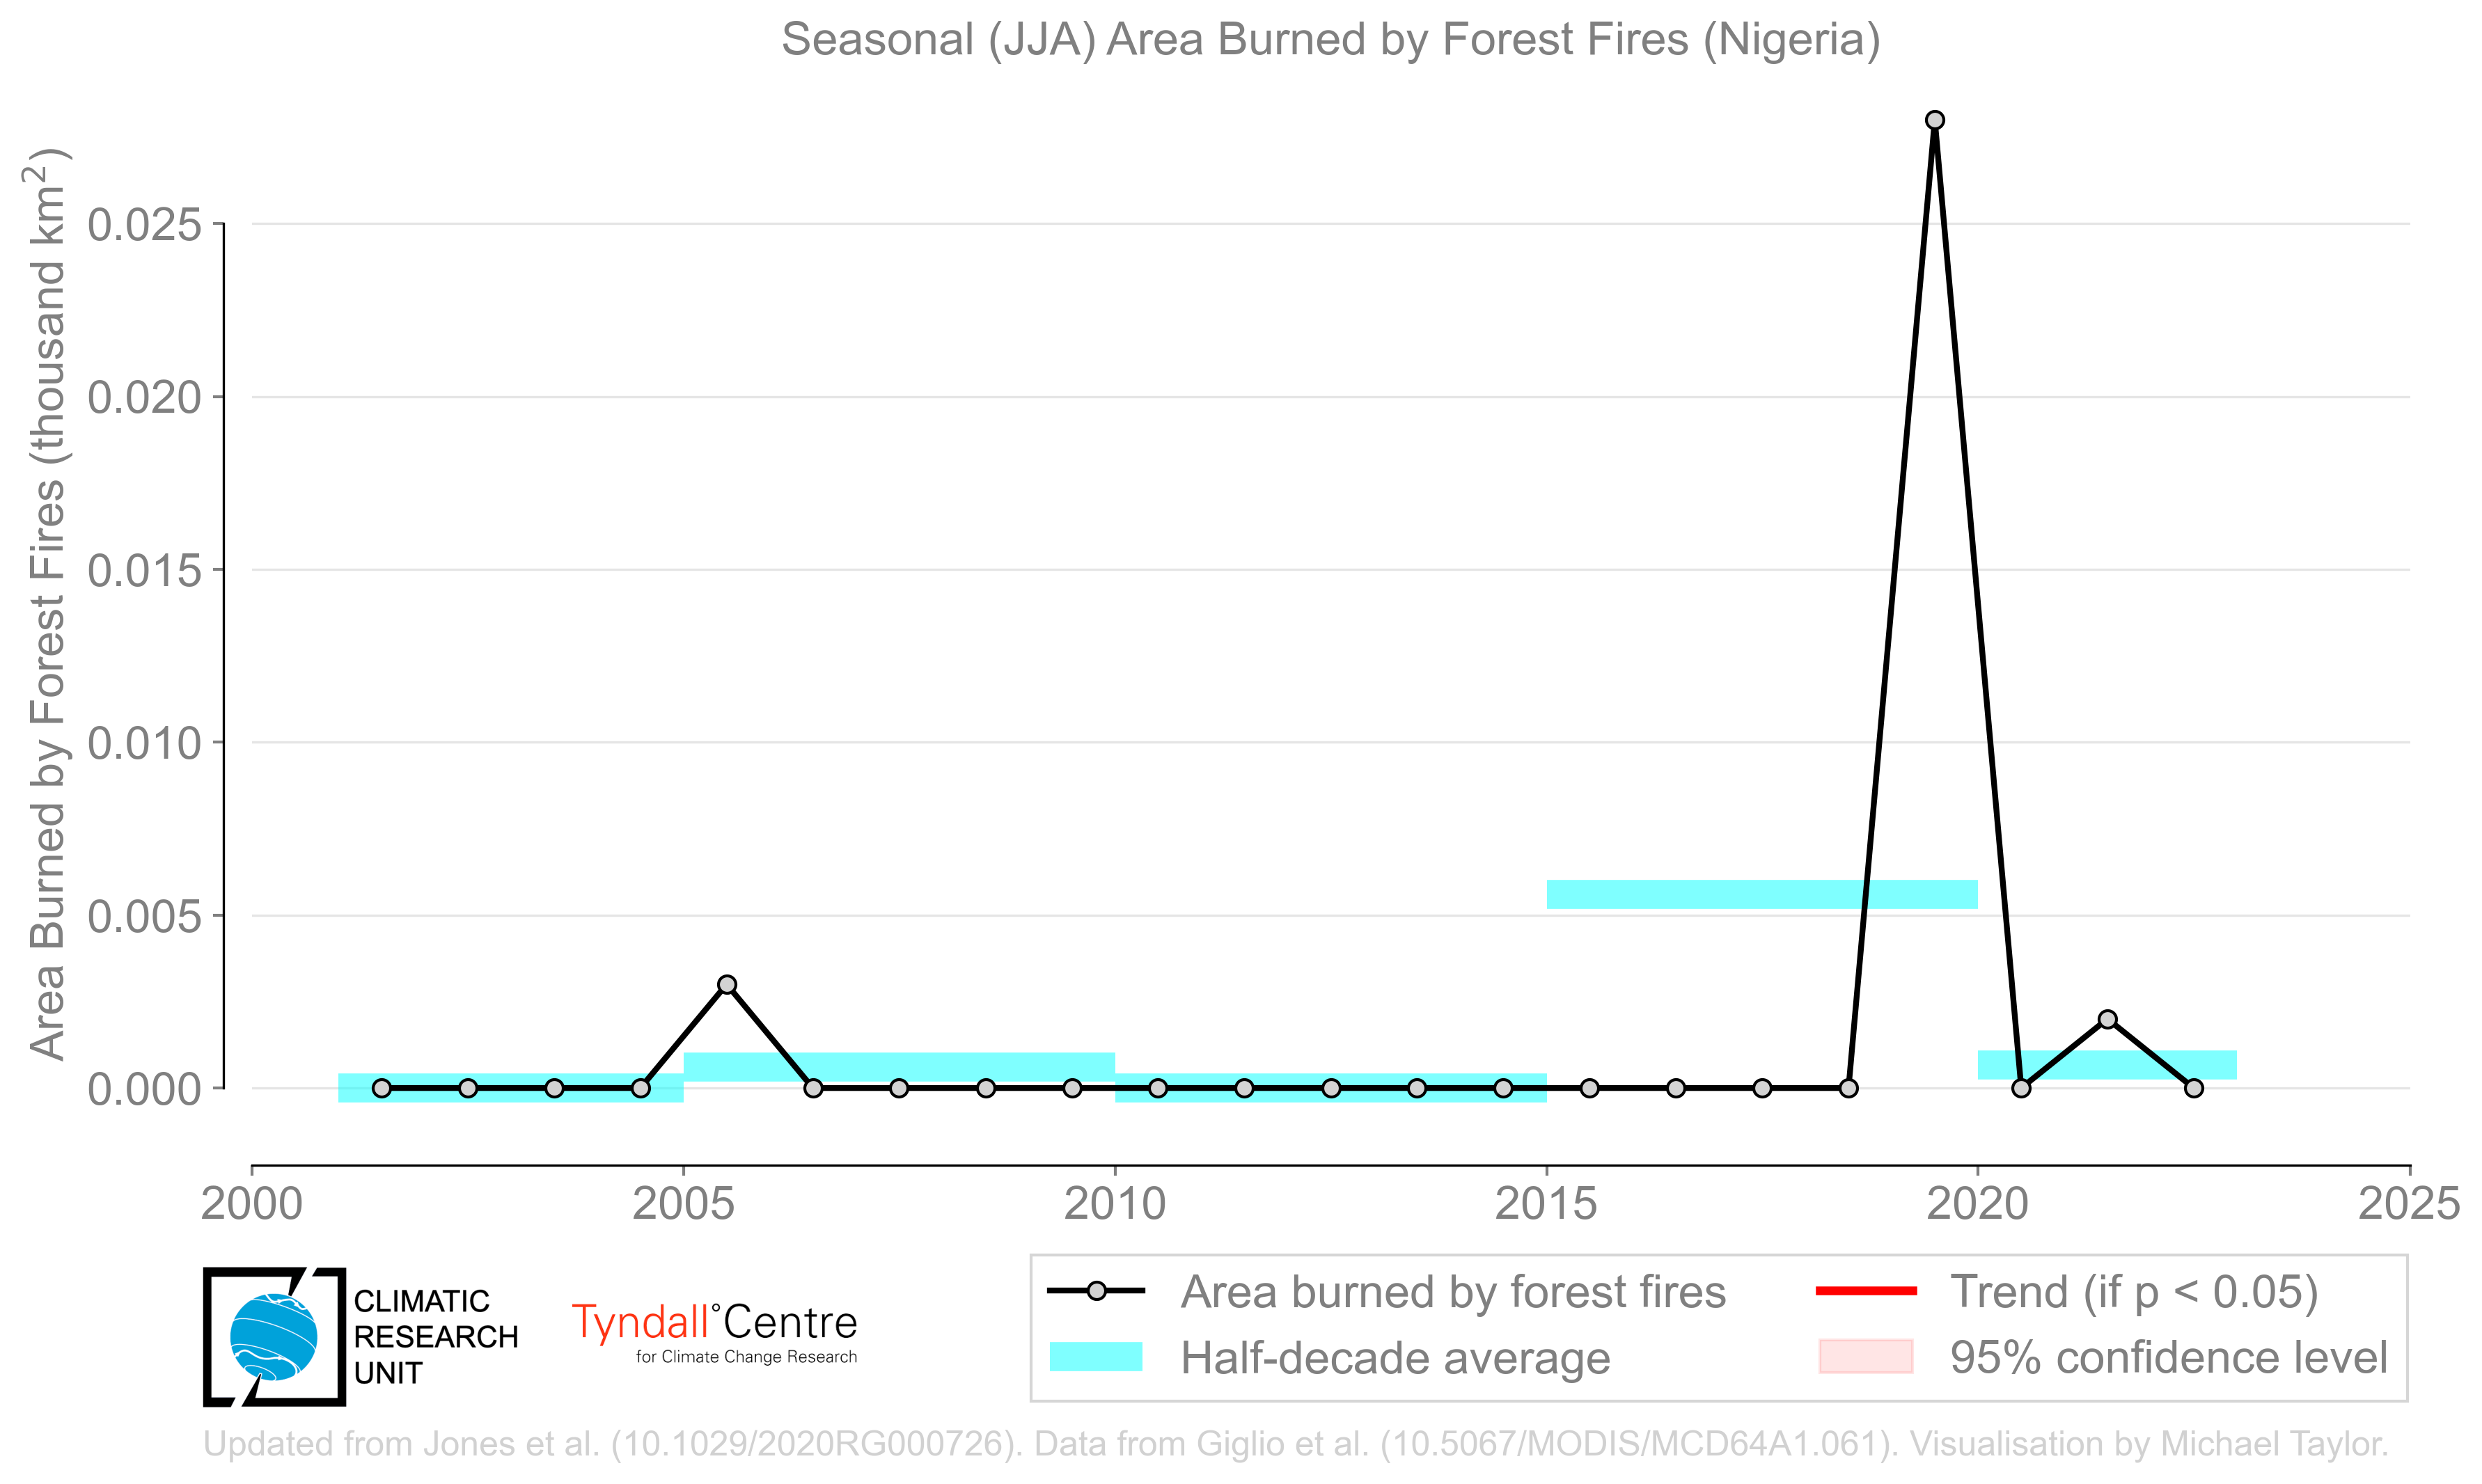 Seasonal (JJA) Area Burned by Forest Fires (Nigeria)
Area Burned by Forest Fires (thousand km²)
0.025
0.020
0.015
0.010
0.005
0.000
2000 2005 2010 2015 2020 2025
CLIMATIC
RESEARCH
UNIT
Tyndall°Centre
for Climate Change Research
Area burned by forest fires
Half-decade average
Trend (if p < 0.05)
95% confidence level
Updated from Jones et al. (10.1029/2020RG000726). Data from Giglio et al. (10.5067/MODIS/MCD64A1.061). Visualisation by Michael Taylor.